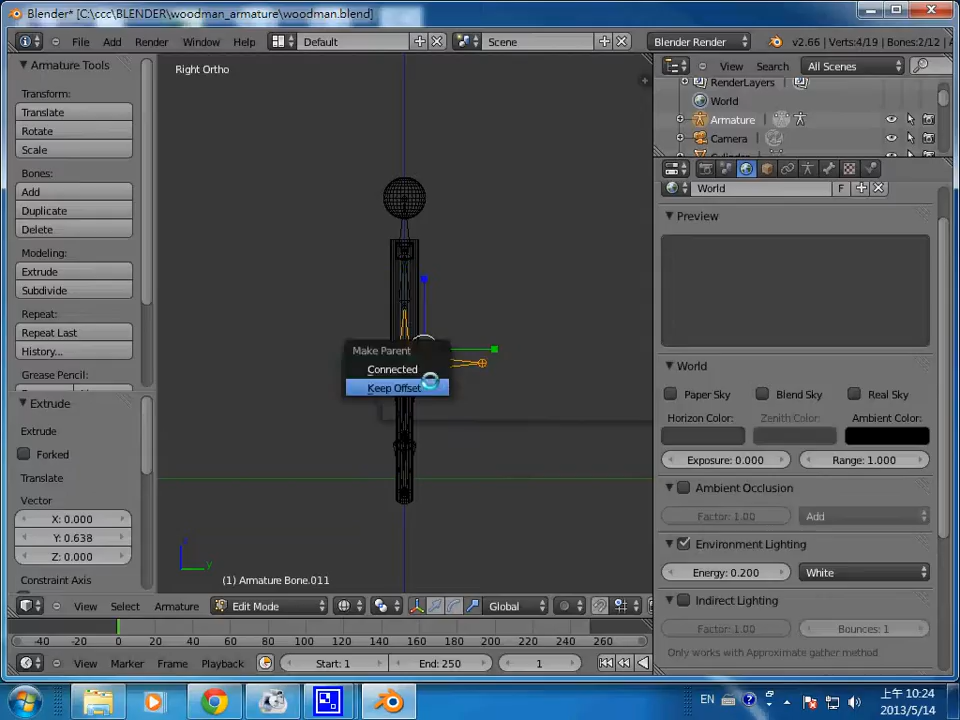 Blender* [C:\ccc\BLENDER\woodman_armature\woodman.blend]
File Add Render Window Help Default Scene Blender Render v2.66 | Verts:4/19 | Bones:2/12
Armature Tools
Transform:
Translate
Rotate
Scale
Bones:
Add
Duplicate
Delete
Modeling:
Extrude
Subdivide
Repeat:
Repeat Last
History...
Grease Pencil:
Extrude
Forked
Translate
Vector
X: 0.000
Y: 0.638
Z: 0.000
Constraint Axis
Right Ortho
Make Parent
Connected
Keep Offset
z
y
(1) Armature Bone.011
View Select Armature Edit Mode Global
-40 -20 0 20 40 60 80 100 120 140 160 180 200 220 240 260
View Marker Frame Playback Start: 1 End: 250 1
View Search All Scenes
RenderLayers
World
Armature
Camera
World F
Preview
World
Paper Sky Blend Sky Real Sky
Horizon Color: Zenith Color: Ambient Color:
Exposure: 0.000 Range: 1.000
Ambient Occlusion
Factor: 1.00 Add
Environment Lighting
Energy: 0.200 White
Indirect Lighting
Factor: 1.00 Bounces: 1
Only works with Approximate gather method
EN
上午 10:24
2013/5/14